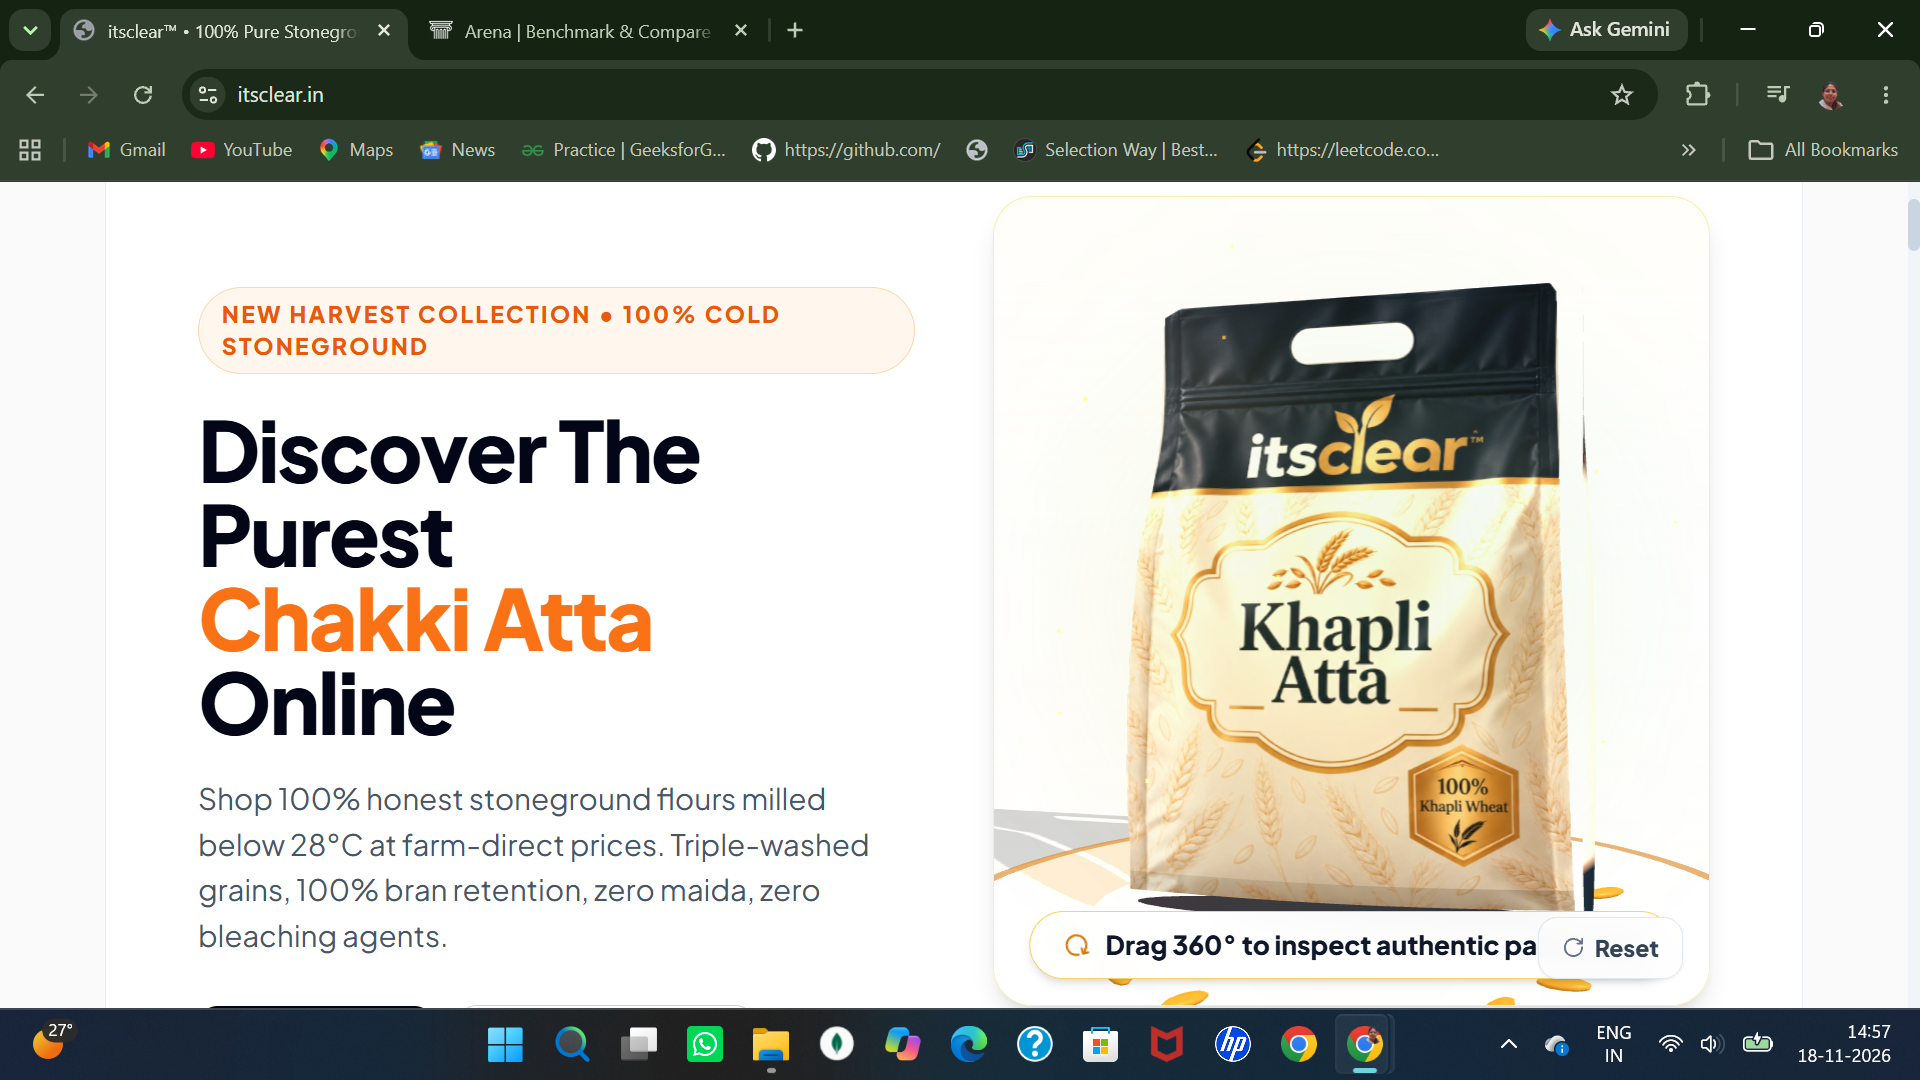 itsclear™ • 100% Pure Stonegro
Arena | Benchmark & Compare
Ask Gemini
itsclear.in
Gmail
YouTube
Maps
News
Practice | GeeksforG...
https://github.com/
Selection Way | Best...
https://leetcode.co...
All Bookmarks
NEW HARVEST COLLECTION • 100% COLD
STONEGROUND
Discover The
Purest
Chakki Atta
Online
Shop 100% honest stoneground flours milled
below 28°C at farm-direct prices. Triple-washed
grains, 100% bran retention, zero maida, zero
bleaching agents.
itsclear™
Khapli
Atta
100%
Khapli Wheat
Drag 360° to inspect authentic pa
Reset
27°
hp
ENG
IN
14:57
18-11-2026